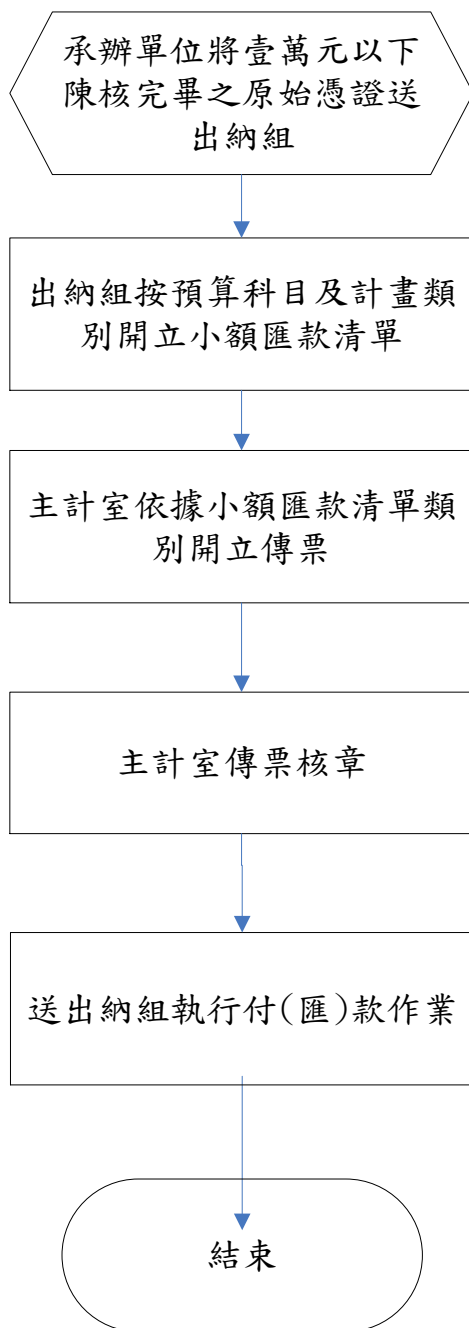 承辦單位將壹萬元以下
陳核完畢之原始憑證送
出納組
出納組按預算科目及計畫類
別開立小額匯款清單
主計室依據小額匯款清單類
別開立傳票
主計室傳票核章
送出納組執行付(匯)款作業
結束